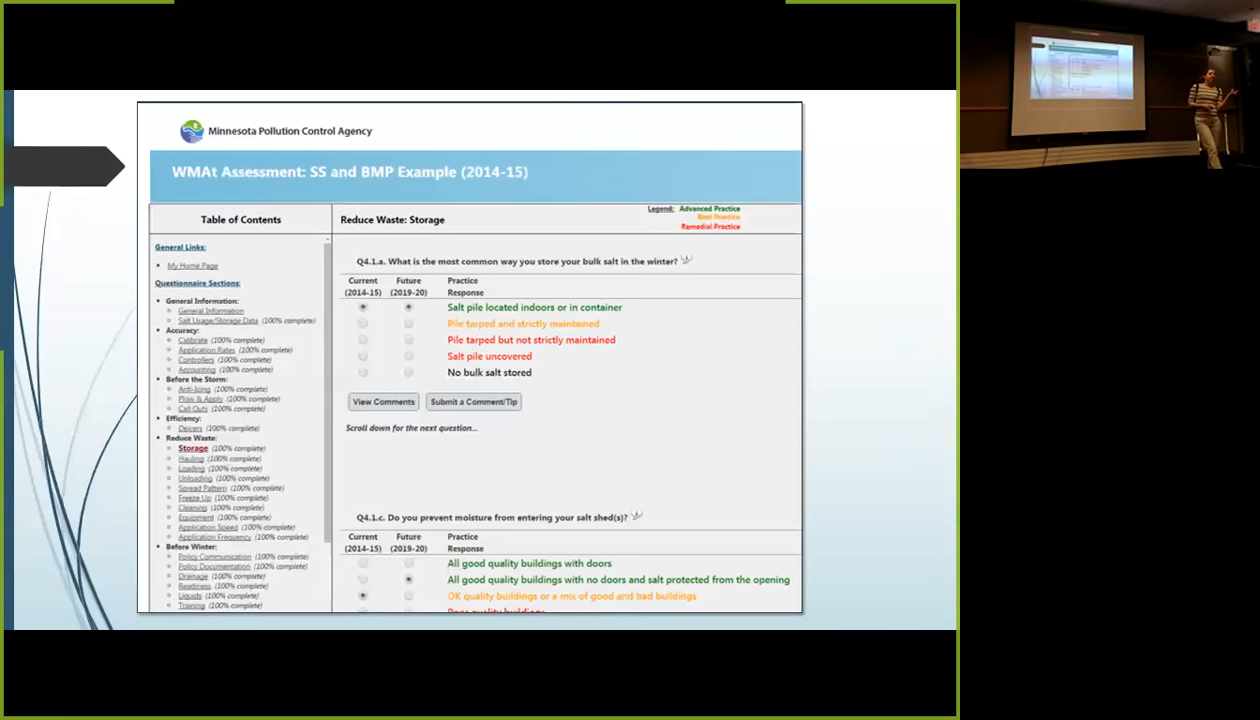 Minnesota Pollution Control Agency
WMAt Assessment: SS and BMP Example (2014-15)
Table of Contents
General Links:
My Home Page
Questionnaire Sections:
General Information:
General Information
Salt Usage/Storage Data (100% complete)
Accuracy:
Calibrate (100% complete)
Application Rates (100% complete)
Controllers (100% complete)
Accounting (100% complete)
Before the Storm:
Anti-Icing (100% complete)
Plow & Apply (100% complete)
Call Outs (100% complete)
Efficiency:
Deicers (100% complete)
Reduce Waste:
Storage (100% complete)
Hauling (100% complete)
Loading (100% complete)
Unloading (100% complete)
Spread Pattern (100% complete)
Freeze Up (100% complete)
Cleaning (100% complete)
Equipment (100% complete)
Application Speed (100% complete)
Application Frequency (100% complete)
Before Winter:
Policy Communication (100% complete)
Policy Documentation (100% complete)
Drainage (100% complete)
Readiness (100% complete)
Liquids (100% complete)
Training (100% complete)
Reduce Waste: Storage
Legend: Advanced Practice
Best Practice
Remedial Practice
Q4.1.a. What is the most common way you store your bulk salt in the winter?
Current Future Practice
(2014-15) (2019-20) Response
Salt pile located indoors or in container
Pile tarped and strictly maintained
Pile tarped but not strictly maintained
Salt pile uncovered
No bulk salt stored
View Comments Submit a Comment/Tip
Scroll down for the next question...
Q4.1.c. Do you prevent moisture from entering your salt shed(s)?
Current Future Practice
(2014-15) (2019-20) Response
All good quality buildings with doors
All good quality buildings with no doors and salt protected from the opening
OK quality buildings or a mix of good and bad buildings
Poor quality buildings